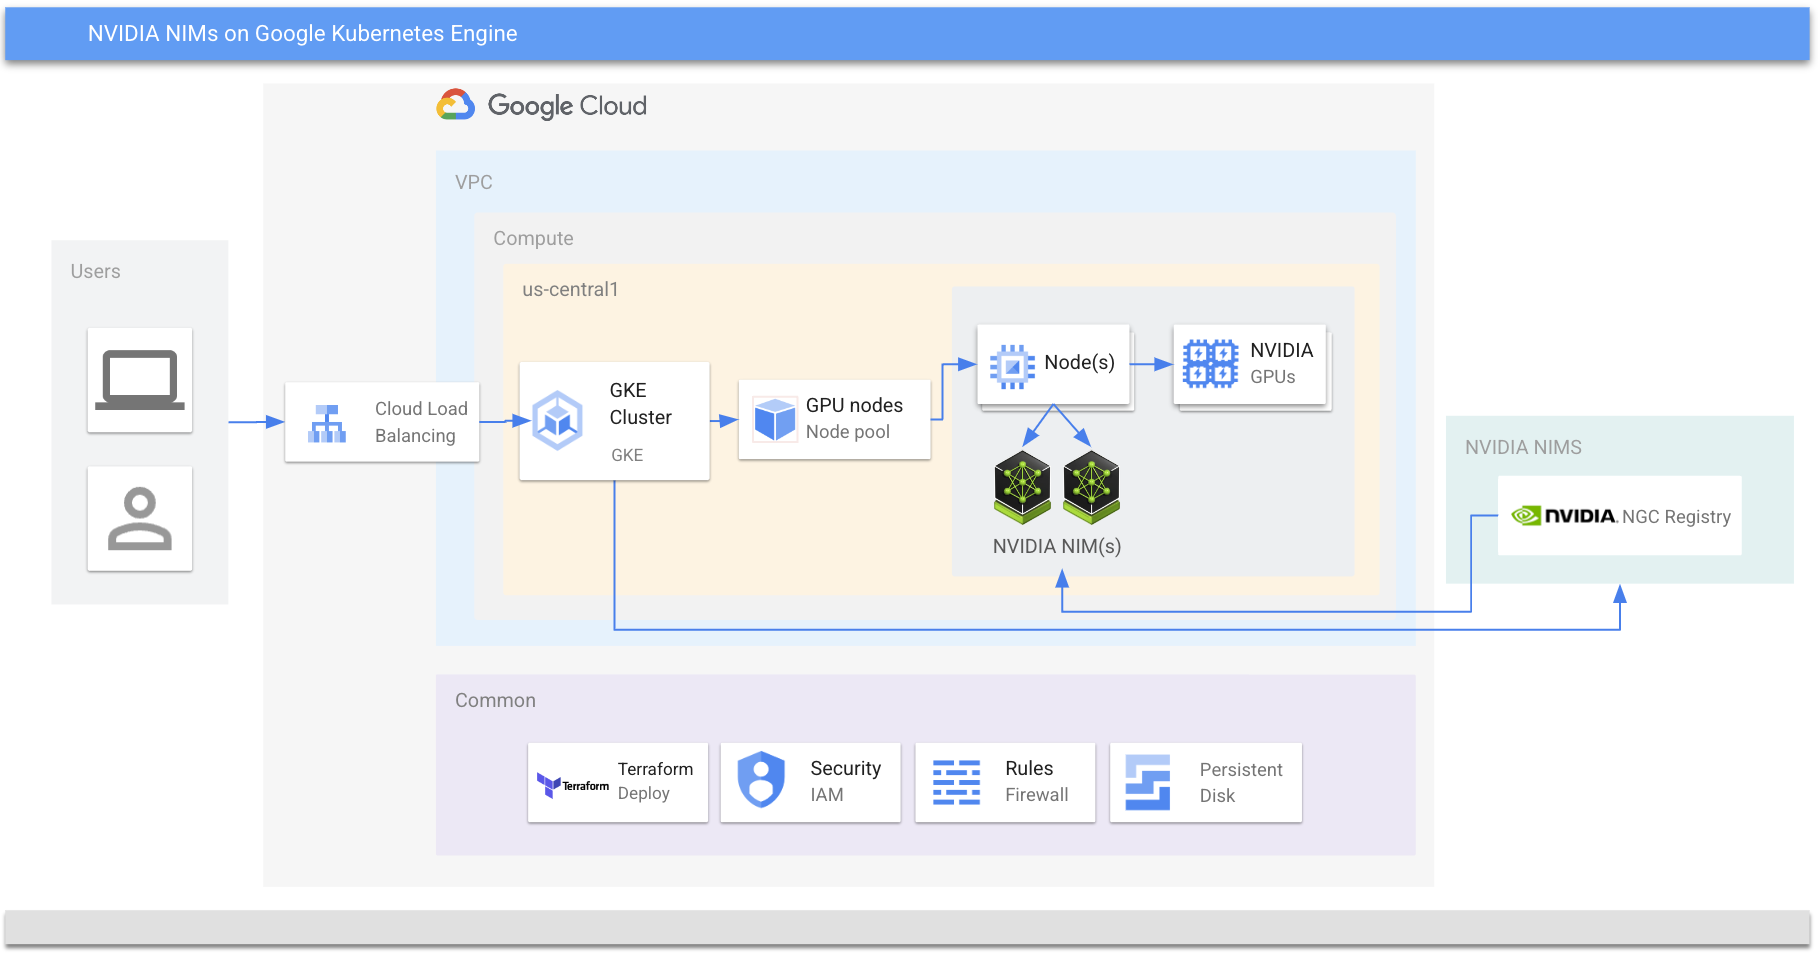 NVIDIA NIMs on Google Kubernetes Engine
Google Cloud
VPC
Compute
us-central1
Users
Cloud Load
Balancing
GKE
Cluster
GKE
GPU nodes
Node pool
Node(s)
NVIDIA
GPUs
NVIDIA NIM(s)
NVIDIA NIMS
NVIDIA. NGC Registry
Common
Terraform
Terraform
Deploy
Security
IAM
Rules
Firewall
Persistent
Disk